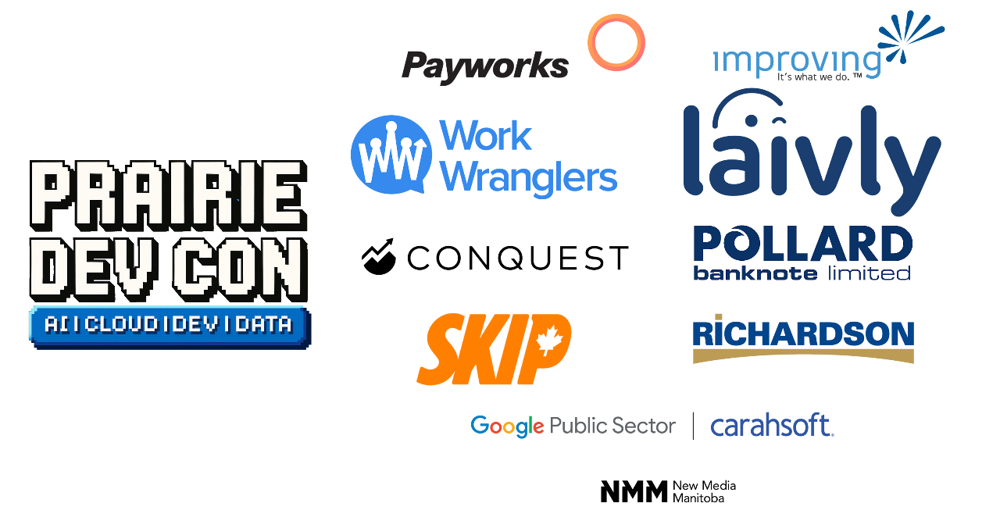 PRAIRIE
DEV CON
AI | CLOUD | DEV | DATA
Payworks
improving
It's what we do. ™
WW
Work
Wranglers
laivly
CONQUEST
POLLARD
banknote limited
SKIP
RiCHARDSON
Google Public Sector | carahsoft.
NMM New Media
Manitoba